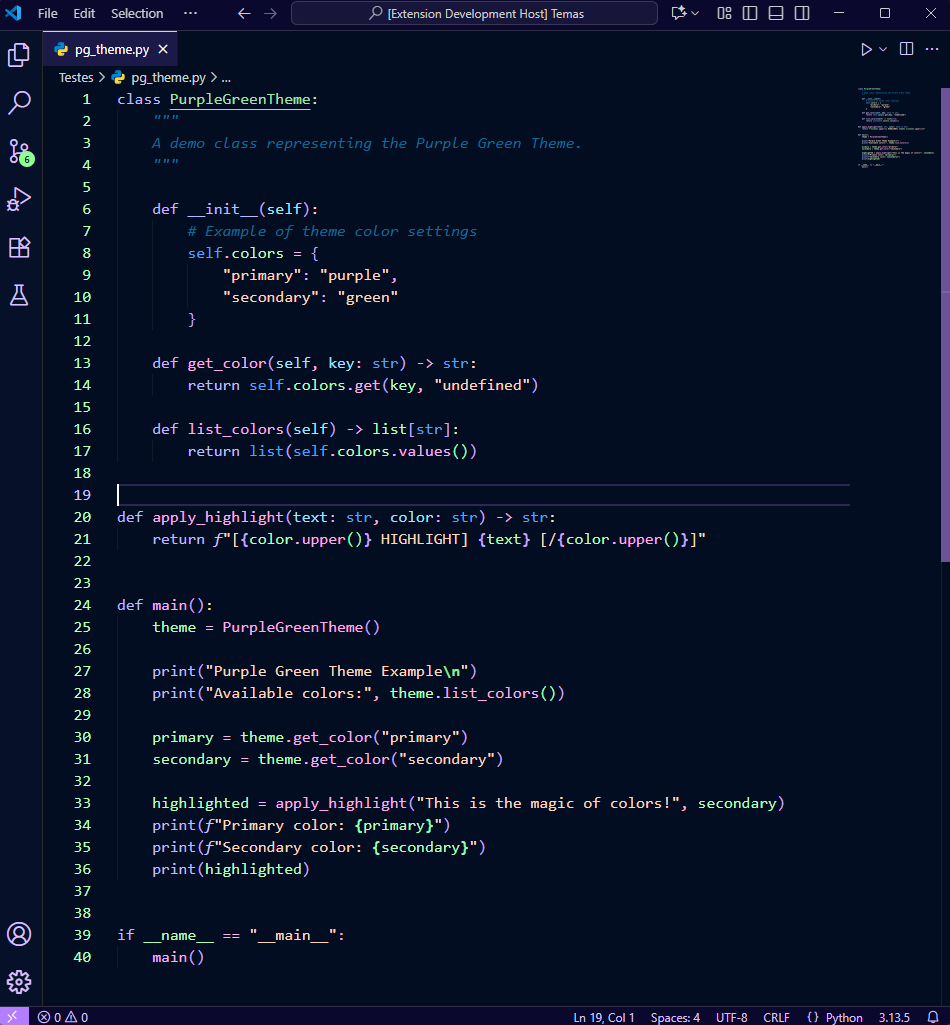 File Edit Selection ··· [Extension Development Host] Temas
pg_theme.py
Testes > pg_theme.py > ...
1 class PurpleGreenTheme:
2     """
3     A demo class representing the Purple Green Theme.
4     """
5
6     def __init__(self):
7         # Example of theme color settings
8         self.colors = {
9             "primary": "purple",
10             "secondary": "green"
11         }
12
13     def get_color(self, key: str) -> str:
14         return self.colors.get(key, "undefined")
15
16     def list_colors(self) -> list[str]:
17         return list(self.colors.values())
18
19
20 def apply_highlight(text: str, color: str) -> str:
21     return f"[{color.upper()} HIGHLIGHT] {text} [/{color.upper()}]"
22
23
24 def main():
25     theme = PurpleGreenTheme()
26
27     print("Purple Green Theme Example\n")
28     print("Available colors:", theme.list_colors())
29
30     primary = theme.get_color("primary")
31     secondary = theme.get_color("secondary")
32
33     highlighted = apply_highlight("This is the magic of colors!", secondary)
34     print(f"Primary color: {primary}")
35     print(f"Secondary color: {secondary}")
36     print(highlighted)
37
38
39 if __name__ == "__main__":
40     main()
6
0 0 Ln 19, Col 1 Spaces: 4 UTF-8 CRLF {} Python 3.13.5